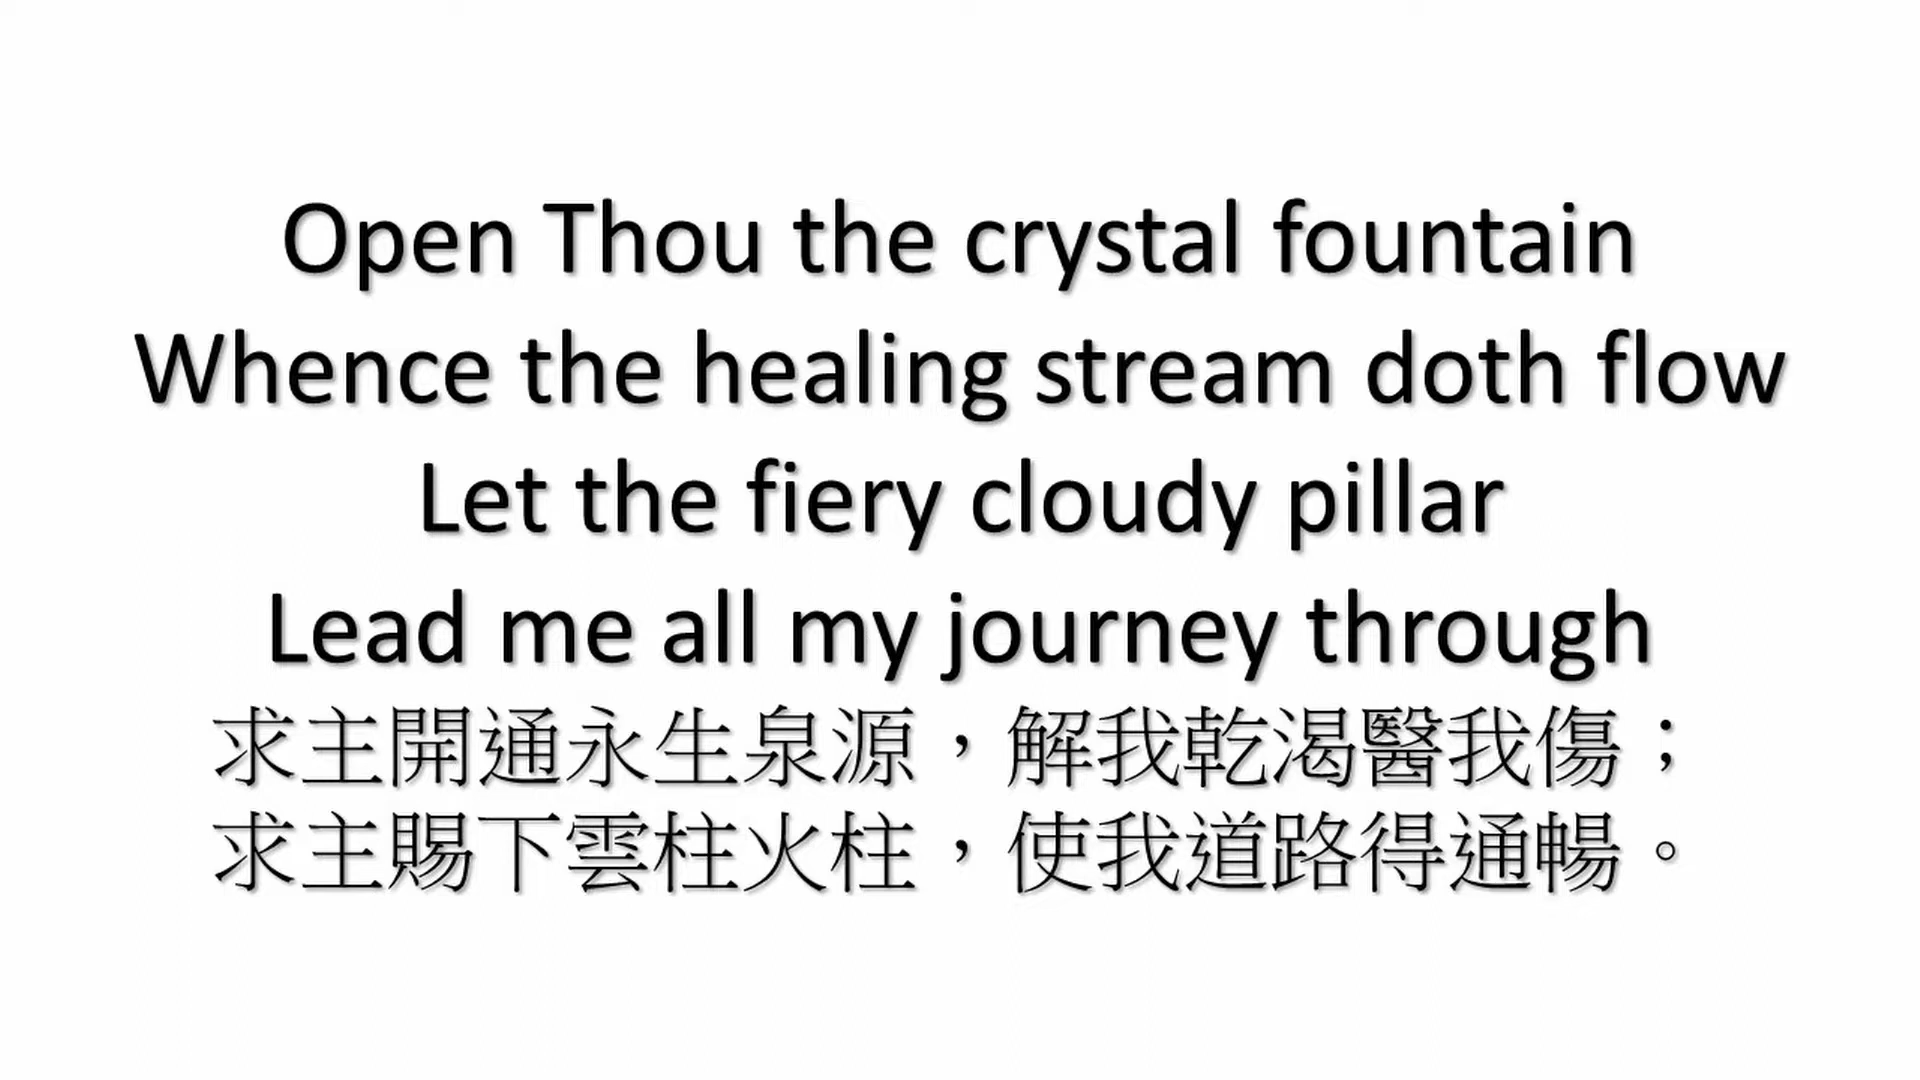 Open Thou the crystal fountain
Whence the healing stream doth flow
Let the fiery cloudy pillar
Lead me all my journey through
求主開通永生泉源，解我乾渴醫我傷；
求主賜下雲柱火柱，使我道路得通暢。